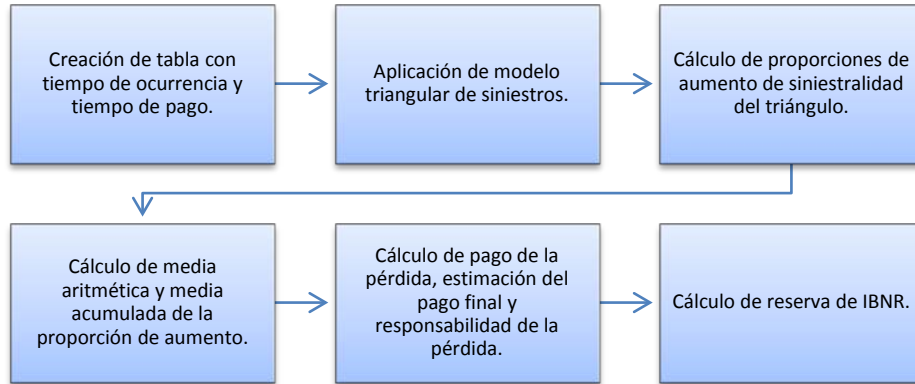 Creación de tabla con
tiempo de ocurrencia y
tiempo de pago.
Aplicación de modelo
triangular de siniestros.
Cálculo de proporciones de
aumento de siniestralidad
del triángulo.
Cálculo de media
aritmética y media
acumulada de la
proporción de aumento.
Cálculo de pago de la
pérdida, estimación del
pago final y
responsabilidad de la
pérdida.
Cálculo de reserva de IBNR.